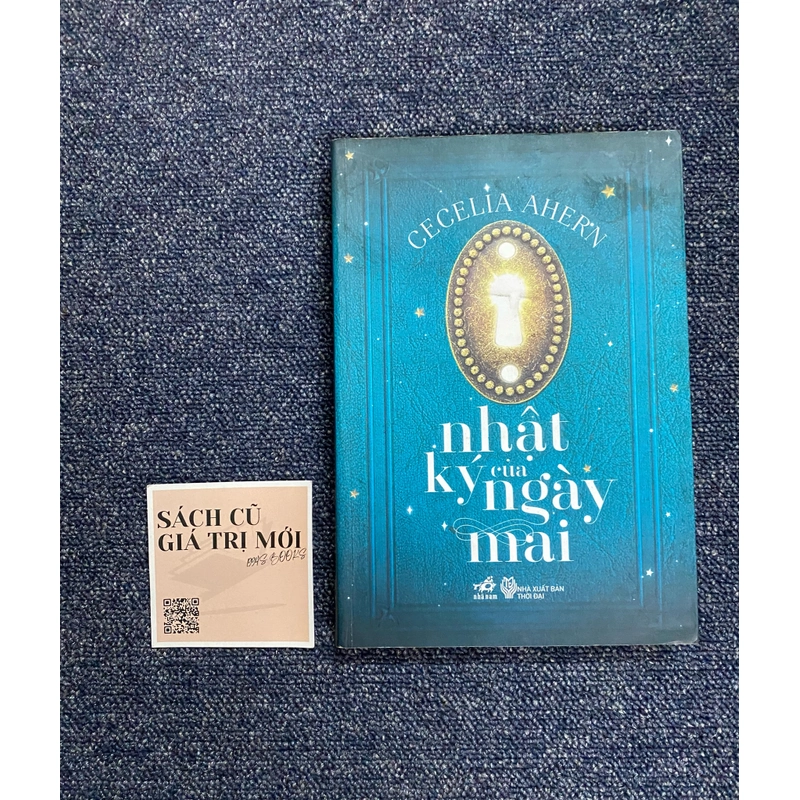 CECELIA AHERN
nhật
ký của ngày
mai
nhã nam
NHÀ XUẤT BẢN
THỜI ĐẠI
SÁCH CŨ
GIÁ TRỊ MỚI